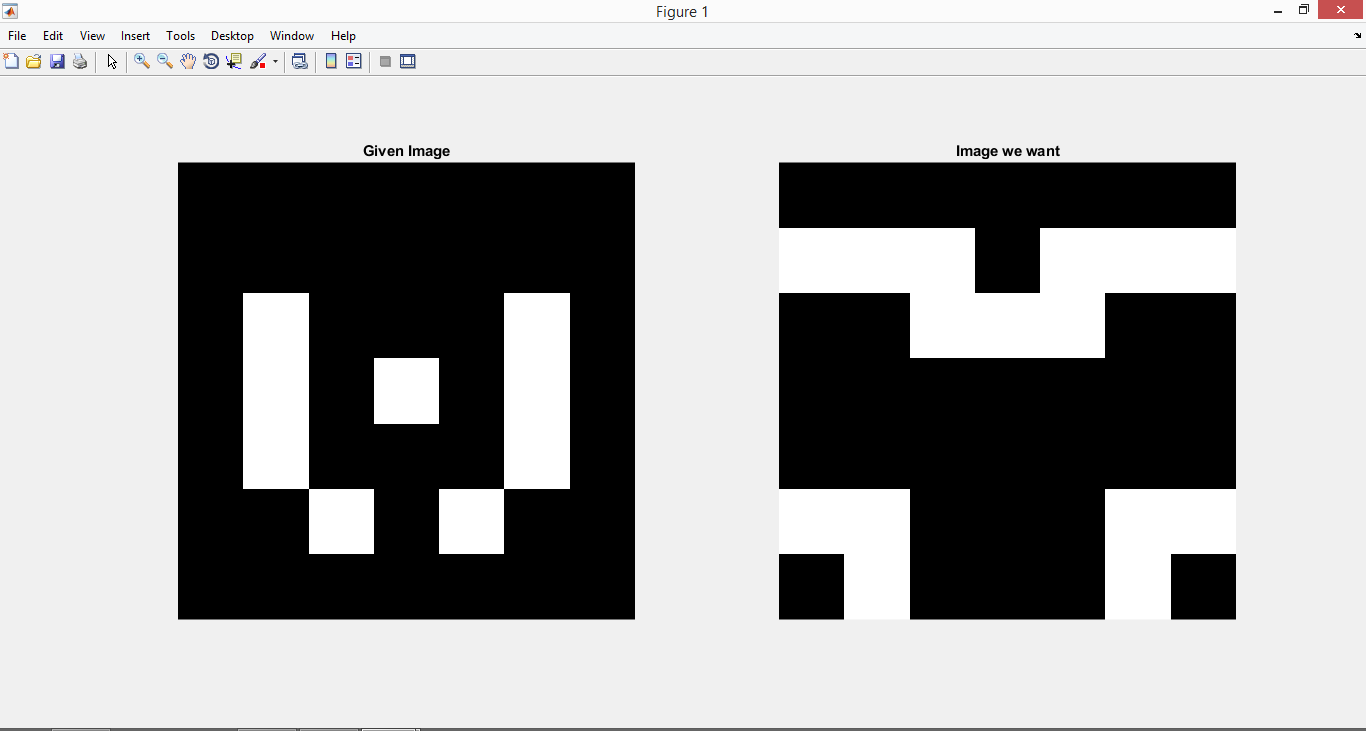 Figure 1
File Edit View Insert Tools Desktop Window Help
Given Image
Image we want